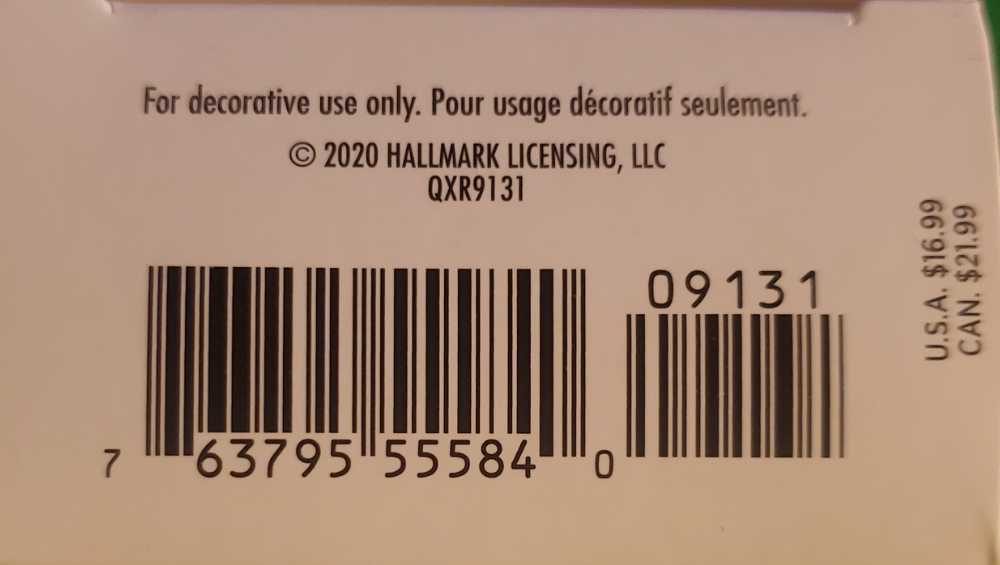 For decorative use only. Pour usage décoratif seulement.
© 2020 HALLMARK LICENSING, LLC
QXR9131
U.S.A. $16.99
CAN. $21.99
09131
7 63795 55584 0